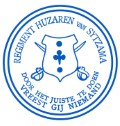 REGIMENT HUZAREN van SYTZAMA
DOOR HET JUISTE TE DOEN
VREEST GIJ NIEMAND